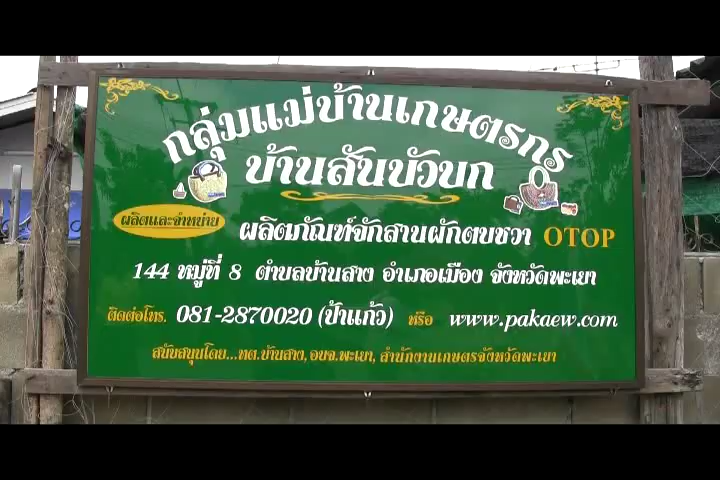 กลุ่มแม่บ้านเกษตรกร
บ้านสันบัวบก
ผลิตและจำหน่าย ผลิตภัณฑ์จักสานผักตบชวา OTOP
144 หมู่ที่ 8 ตำบลบ้านสาง อำเภอเมือง จังหวัดพะเยา
ติดต่อโทร. 081-2870020 (ป้าแก้ว) หรือ www.pakaew.com
สนับสนุนโดย...ทต.บ้านสาง, อบจ.พะเยา, สำนักงานเกษตรจังหวัดพะเยา